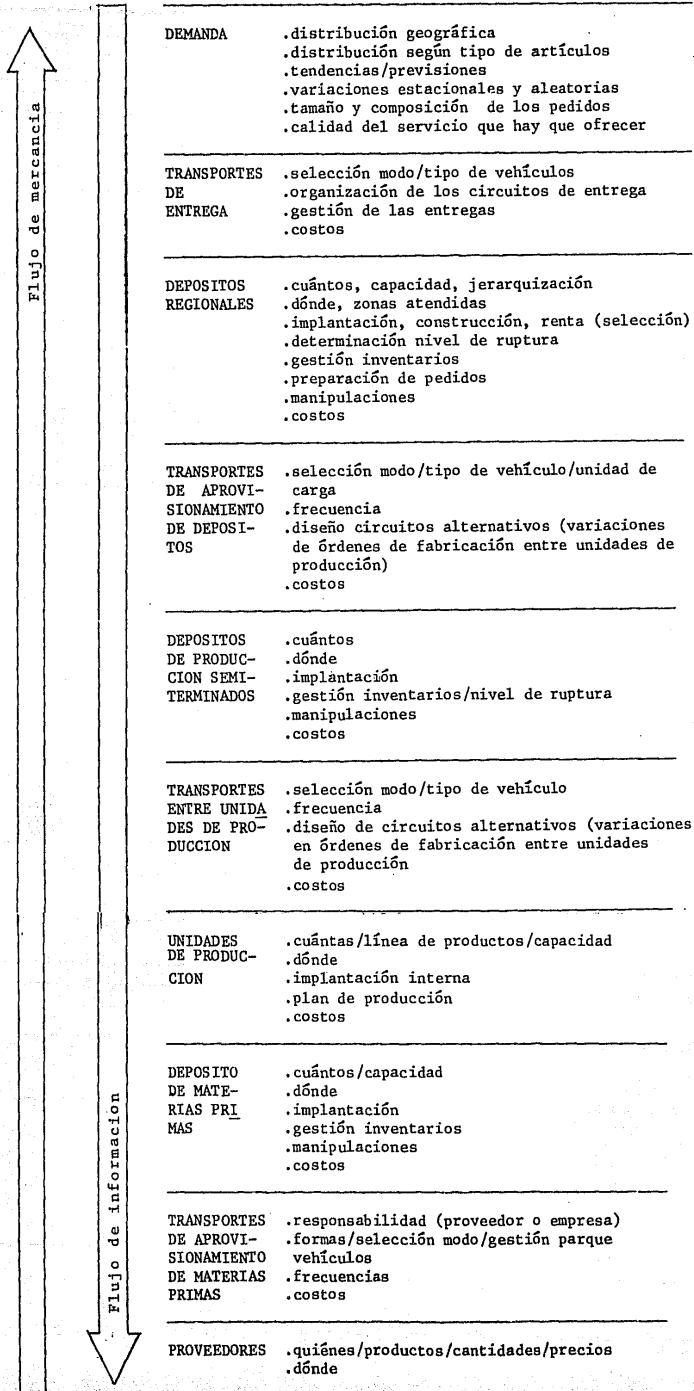 Flujo de mercancia
Flujo de informacion
DEMANDA .distribución geográfica
.distribución según tipo de artículos
.tendencias/previsiones
.variaciones estacionales y aleatorias
.tamaño y composición de los pedidos
.calidad del servicio que hay que ofrecer
TRANSPORTES .selección modo/tipo de vehículos
DE .organización de los circuitos de entrega
ENTREGA .gestión de las entregas
.costos
DEPOSITOS .cuántos, capacidad, jerarquización
REGIONALES .dónde, zonas atendidas
.implantación, construcción, renta (selección)
.determinación nivel de ruptura
.gestión inventarios
.preparación de pedidos
.manipulaciones
.costos
TRANSPORTES .selección modo/tipo de vehículo/unidad de
DE APROVI- carga
SIONAMIENTO .frecuencia
DE DEPOSI- .diseño circuitos alternativos (variaciones
TOS de órdenes de fabricación entre unidades de
producción)
.costos
DEPOSITOS .cuántos
DE PRODUC- .dónde
CION SEMI- .implantación
TERMINADOS .gestión inventarios/nivel de ruptura
.manipulaciones
.costos
TRANSPORTES .selección modo/tipo de vehículo
ENTRE UNIDA .frecuencia
DES DE PRO- .diseño de circuitos alternativos (variaciones
DUCCION en órdenes de fabricación entre unidades
de producción
.costos
UNIDADES .cuántas/línea de productos/capacidad
DE PRODUC- .dónde
CION .implantación interna
.plan de producción
.costos
DEPOSITO .cuántos/capacidad
DE MATE- .dónde
RIAS PRI .implantación
MAS .gestión inventarios
.manipulaciones
.costos
TRANSPORTES .responsabilidad (proveedor o empresa)
DE APROVI- .formas/selección modo/gestión parque
SIONAMIENTO vehículos
DE MATERIAS .frecuencias
PRIMAS .costos
PROVEEDORES .quiénes/productos/cantidades/precios
.dónde